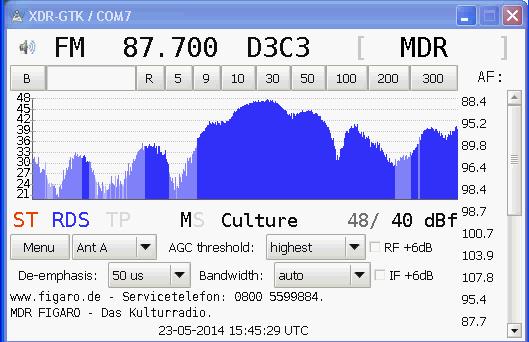 XDR-GTK / COM7
FM 87.700 D3C3 [ MDR ]
B R 5 9 10 30 50 100 200 300 AF:
48
45
42
39
36
33
30
27
24
21
88.4
95.2
89.8
96.4
98.4
98.7
100.7
103.9
107.8
95.4
87.7
ST RDS TP MS Culture 48/ 40 dBf
Menu Ant A AGC threshold: highest RF +6dB
De-emphasis: 50 us Bandwidth: auto IF +6dB
www.figaro.de - Servicetelefon: 0800 5599884.
MDR FIGARO - Das Kulturradio.
23-05-2014 15:45:29 UTC